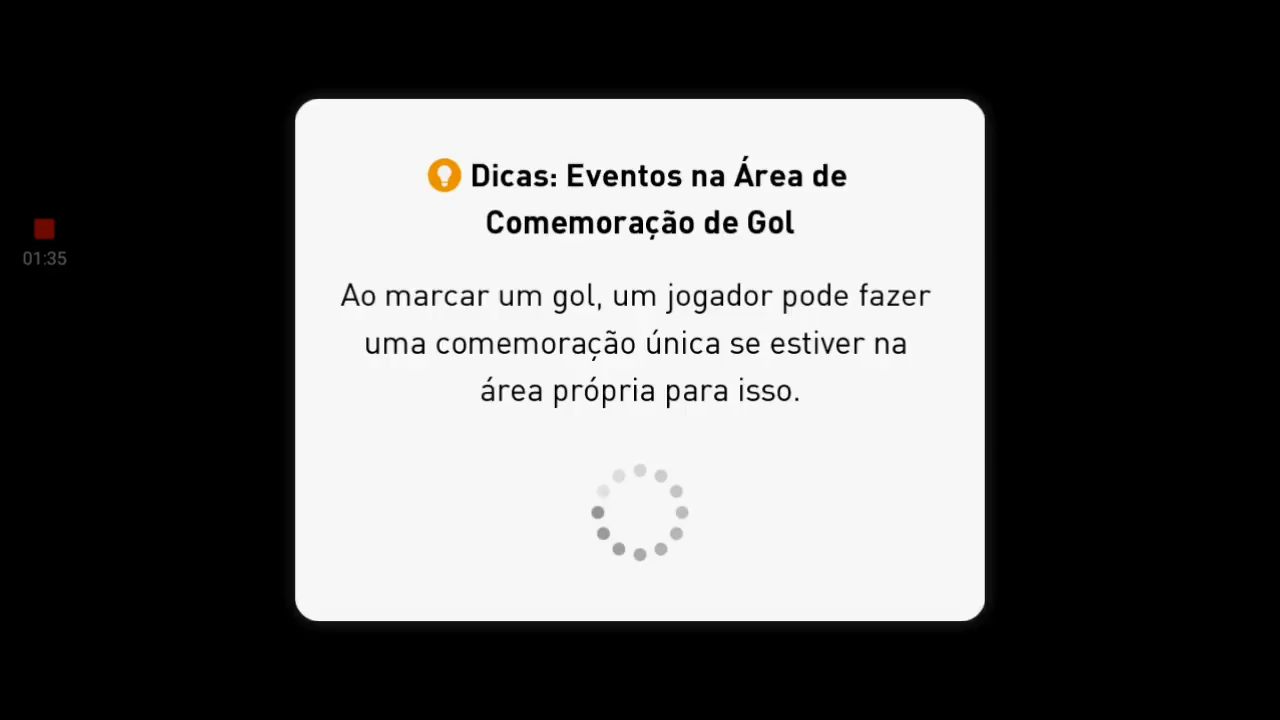 Dicas: Eventos na Área de
Comemoração de Gol
Ao marcar um gol, um jogador pode fazer
uma comemoração única se estiver na
área própria para isso.
01:35